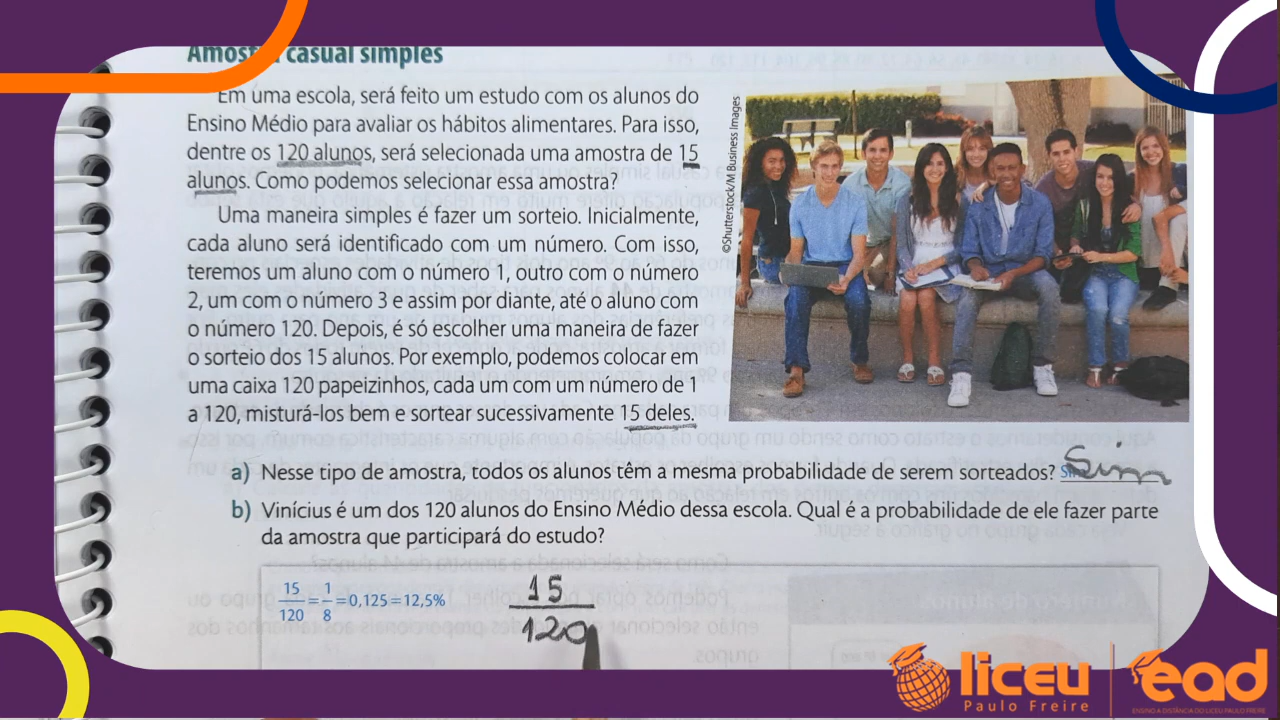 Amostra casual simples
Em uma escola, será feito um estudo com os alunos do
Ensino Médio para avaliar os hábitos alimentares. Para isso,
dentre os 120 alunos, será selecionada uma amostra de 15
alunos. Como podemos selecionar essa amostra?
Uma maneira simples é fazer um sorteio. Inicialmente,
cada aluno será identificado com um número. Com isso,
teremos um aluno com o número 1, outro com o número
2, um com o número 3 e assim por diante, até o aluno com
o número 120. Depois, é só escolher uma maneira de fazer
o sorteio dos 15 alunos. Por exemplo, podemos colocar em
uma caixa 120 papeizinhos, cada um com um número de 1
a 120, misturá-los bem e sortear sucessivamente 15 deles.
©Shutterstock/M Business Images
a) Nesse tipo de amostra, todos os alunos têm a mesma probabilidade de serem sorteados? Sim
b) Vinícius é um dos 120 alunos do Ensino Médio dessa escola. Qual é a probabilidade de ele fazer parte
da amostra que participará do estudo?
15/120 = 1/8 = 0,125 = 12,5%
15
120
liceu
Paulo Freire
ead
ENSINO A DISTÂNCIA DO LICEU PAULO FREIRE